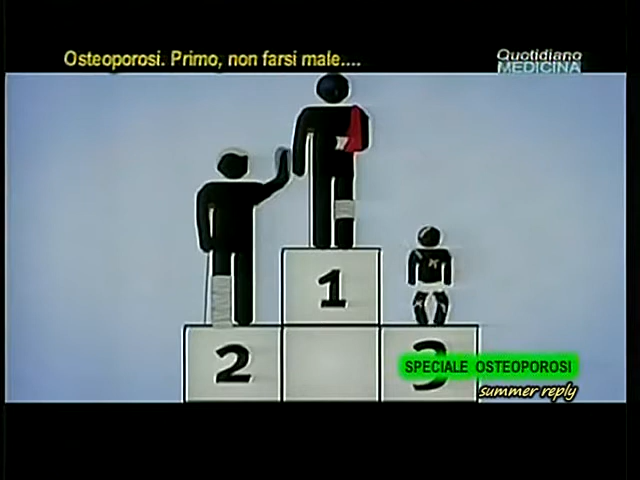 Osteoporosi. Primo, non farsi male....
Quotidiano
MEDICINA
1
2
3
SPECIALE OSTEOPOROSI
summer reply